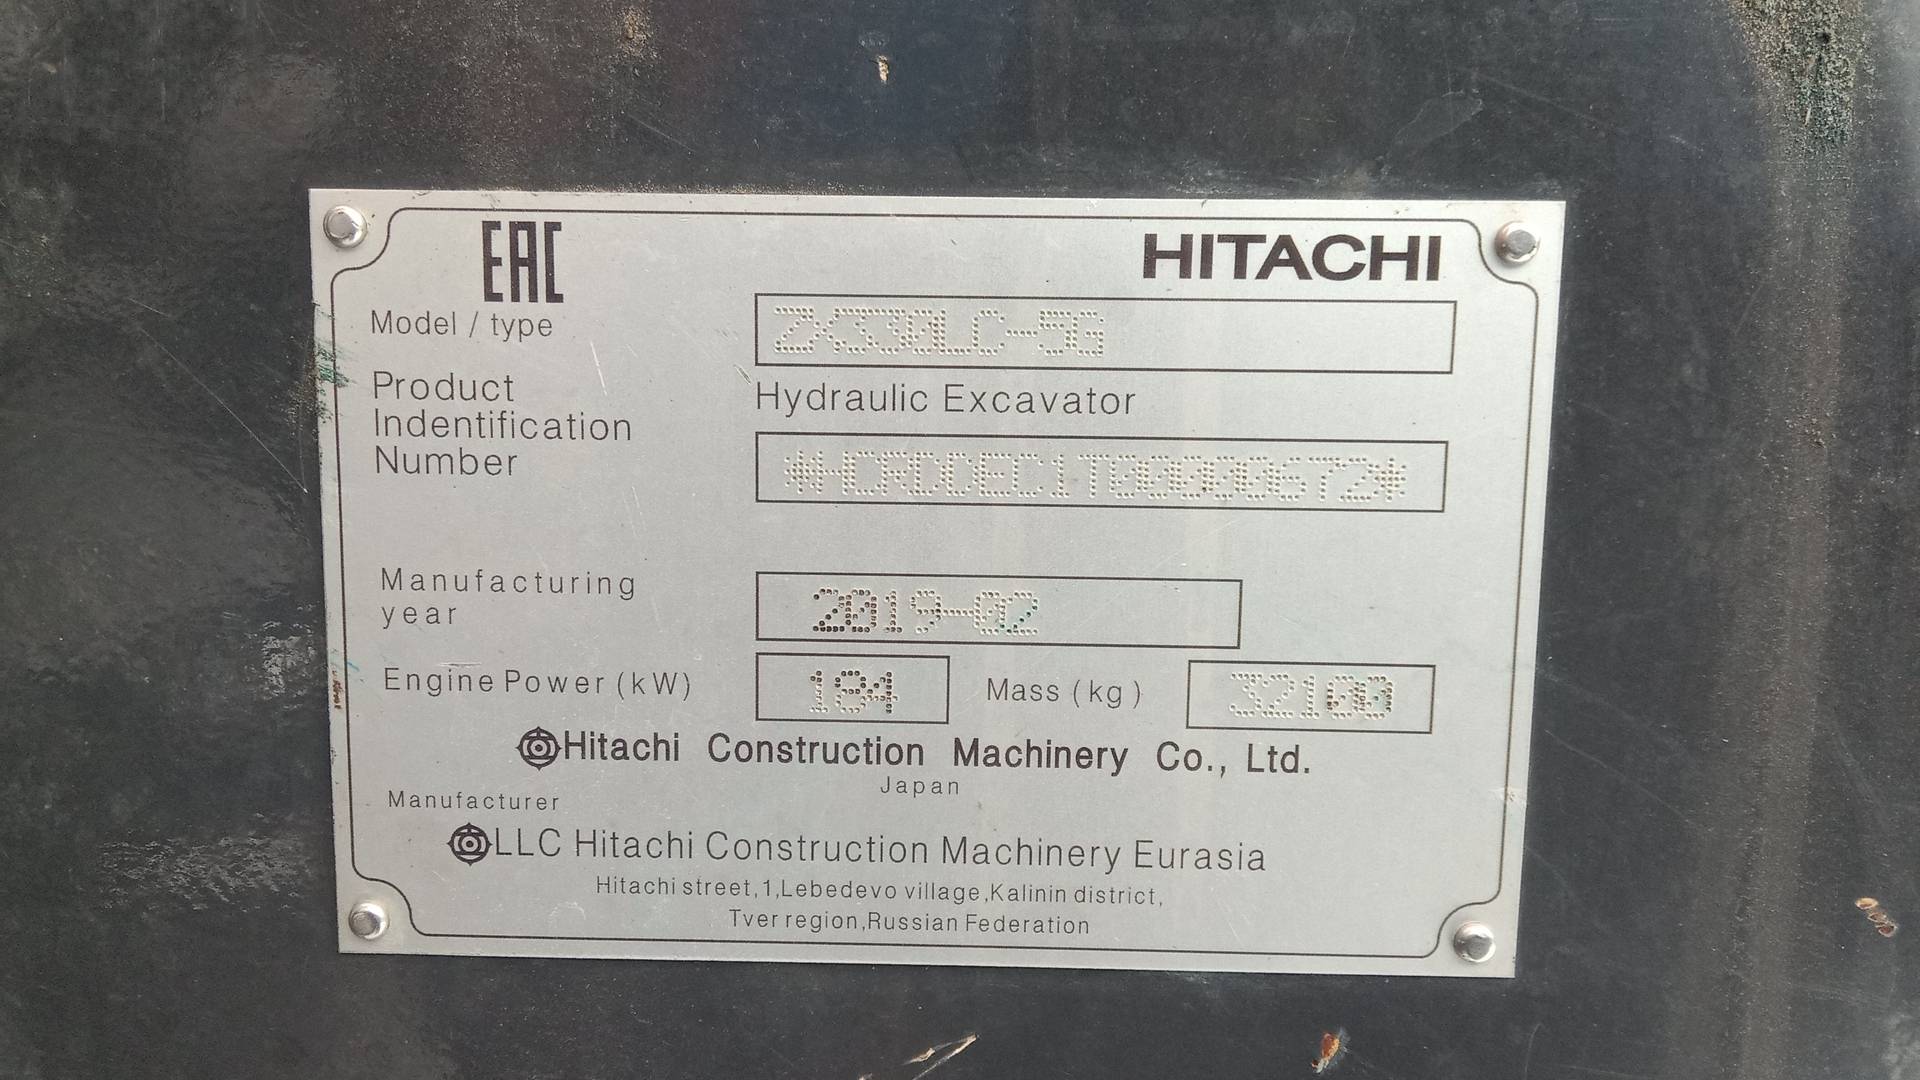 EAC
HITACHI
Model / type
ZX330LC-5G
Hydraulic Excavator
Product
Indentification
Number
*HCRDCEC1T00000672*
Manufacturing
year
2019-02
Engine Power (kW) 184 Mass (kg) 32100
Hitachi Construction Machinery Co., Ltd.
Japan
Manufacturer
LLC Hitachi Construction Machinery Eurasia
Hitachi street,1,Lebedevo village,Kalinin district,
Tver region,Russian Federation